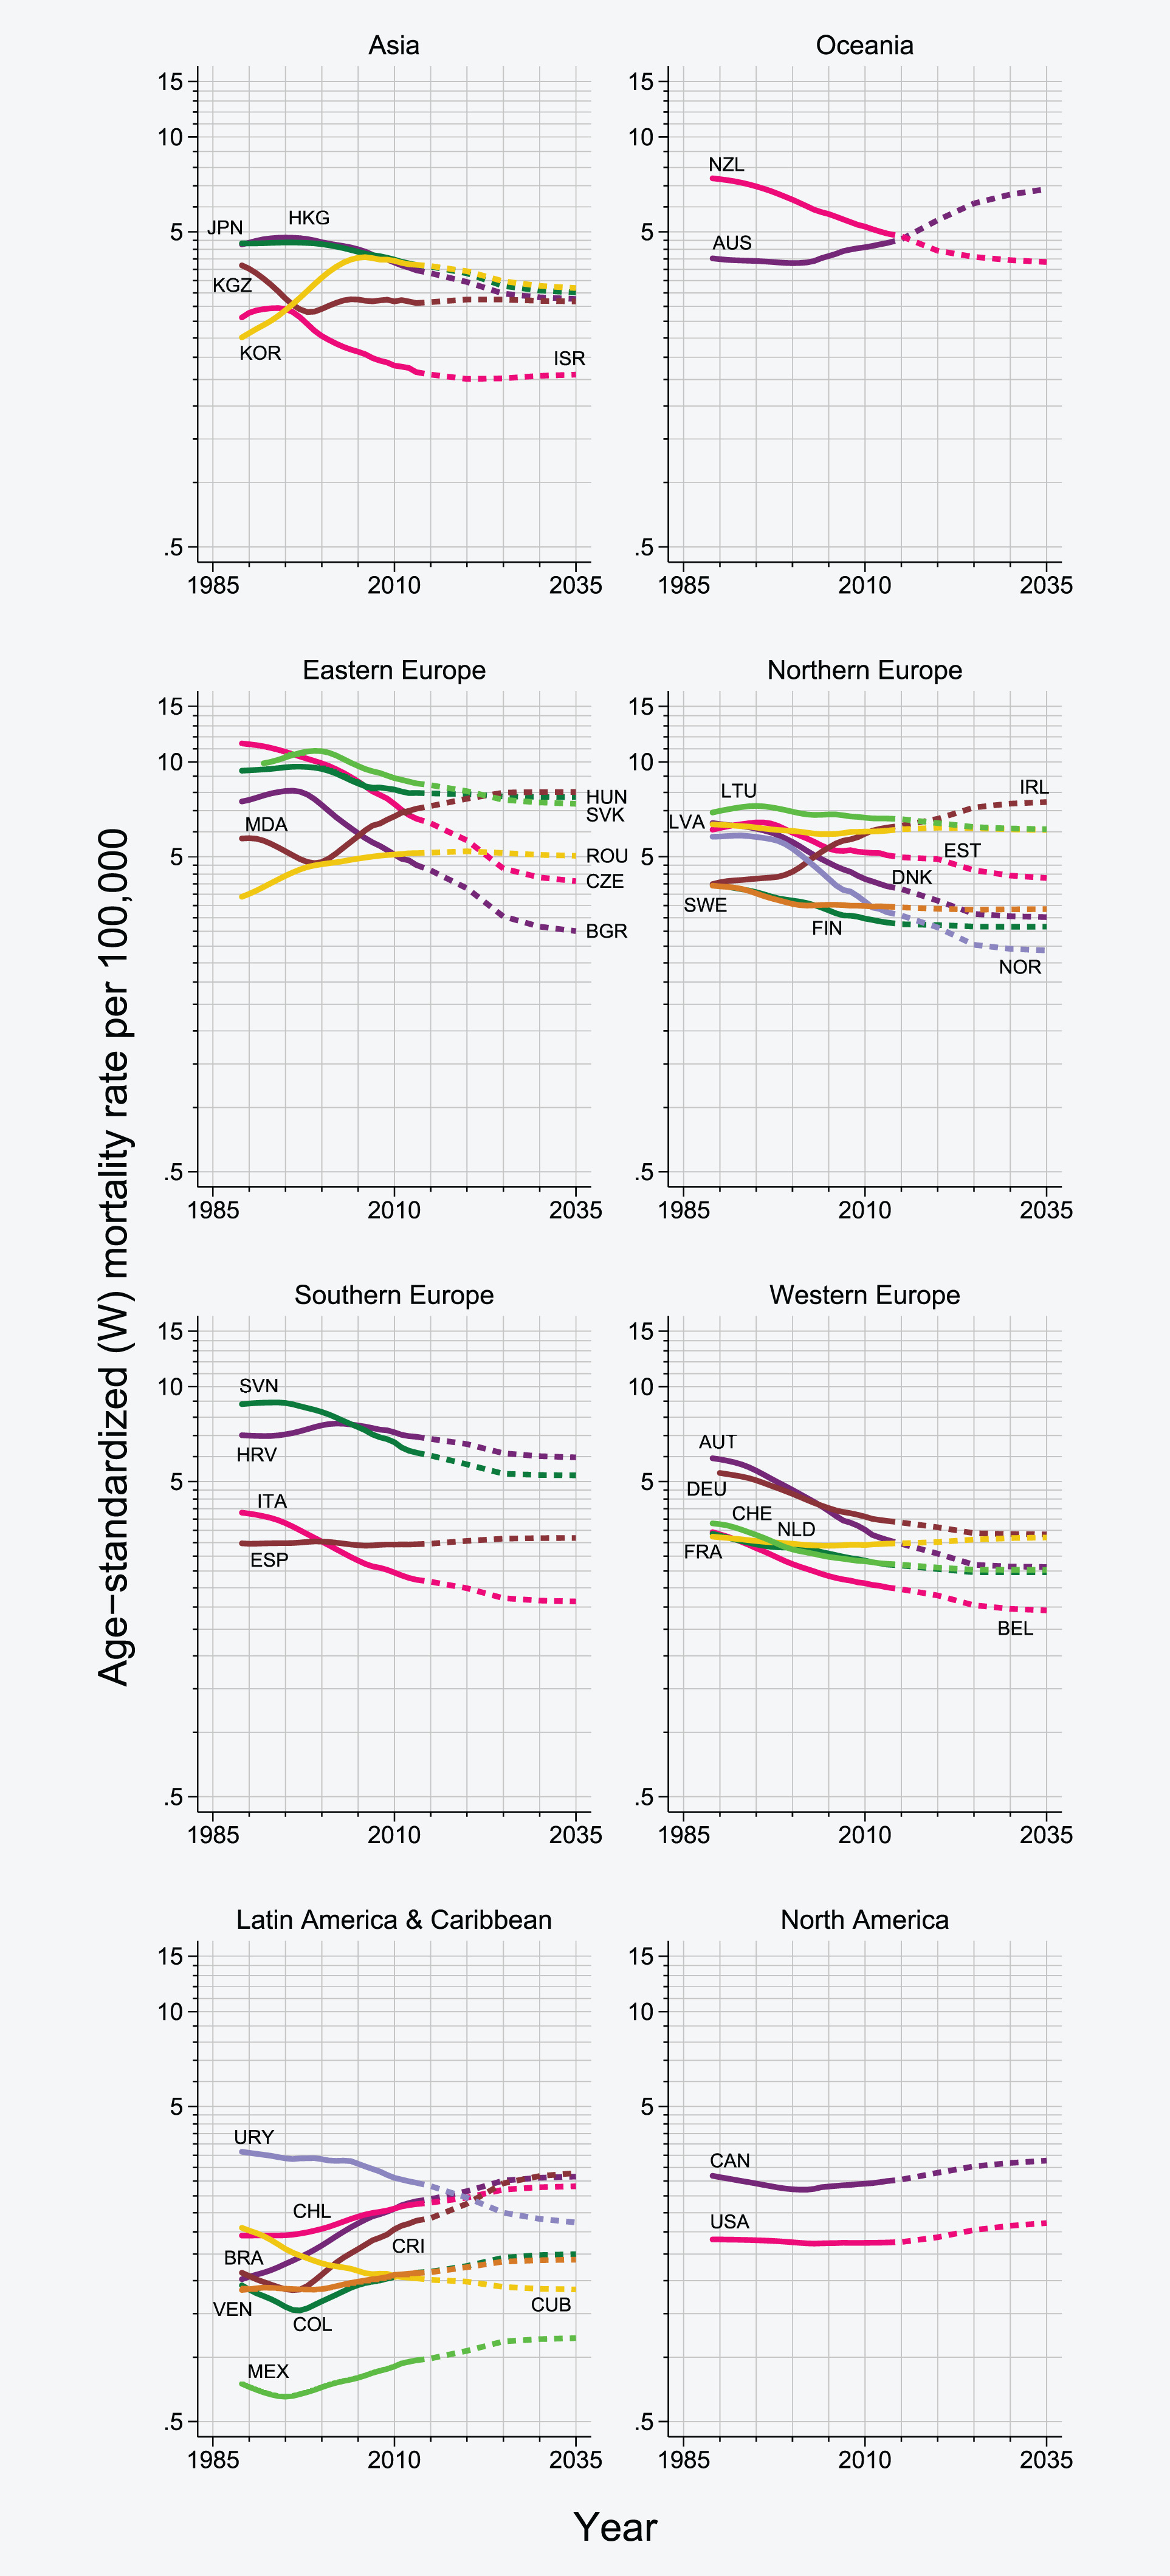 Age-standardized (W) mortality rate per 100,000
Asia
15
10
5
.5
JPN
HKG
KGZ
KOR
ISR
1985
2010
2035
Oceania
15
10
5
.5
NZL
AUS
1985
2010
2035
Eastern Europe
15
10
5
.5
MDA
HUN
SVK
ROU
CZE
BGR
1985
2010
2035
Northern Europe
15
10
5
.5
LTU
IRL
LVA
EST
DNK
SWE
FIN
NOR
1985
2010
2035
Southern Europe
15
10
5
.5
SVN
HRV
ITA
ESP
1985
2010
2035
Western Europe
15
10
5
.5
AUT
DEU
CHE
NLD
FRA
BEL
1985
2010
2035
Latin America & Caribbean
15
10
5
.5
URY
CHL
CRI
BRA
VEN
CUB
COL
MEX
1985
2010
2035
North America
15
10
5
.5
CAN
USA
1985
2010
2035
Year